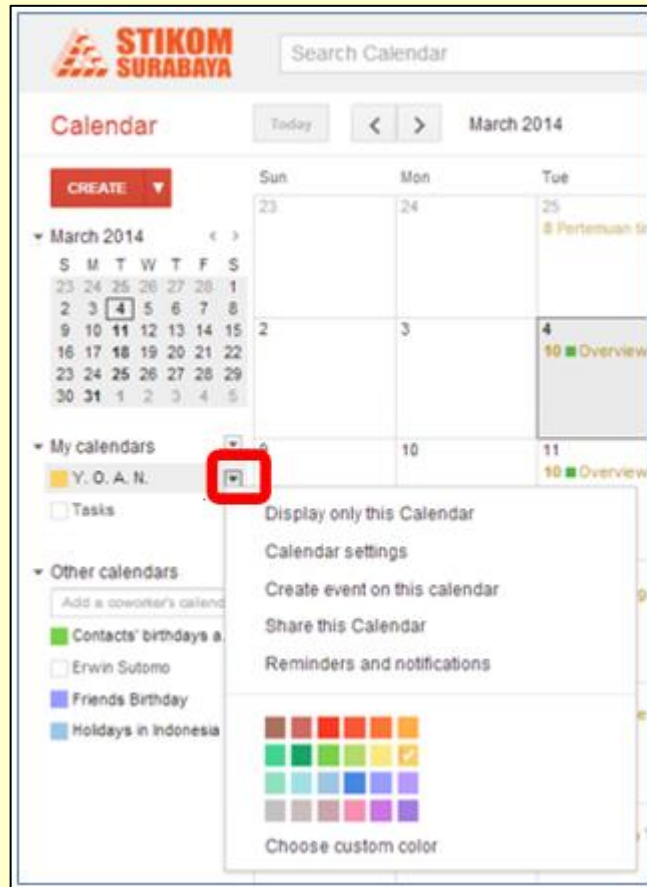 STIKOM
SURABAYA
Search Calendar
Calendar
Today
March 2014
CREATE
Sun Mon Tue
23 24 25
8 Pertemuan ti
March 2014
S M T W T F S
23 24 25 26 27 28 1
2 3 4 5 6 7 8
9 10 11 12 13 14 15
16 17 18 19 20 21 22
23 24 25 26 27 28 29
30 31 1 2 3 4 5
2 3 4
10 Overview
My calendars
9 10 11
10 Overview
Y. O. A. N.
Tasks
Other calendars
Add a coworker's calend
Contacts' birthdays a.
Erwin Sutomo
Friends Birthday
Holidays in Indonesia
Display only this Calendar
Calendar settings
Create event on this calendar
Share this Calendar
Reminders and notifications
Choose custom color